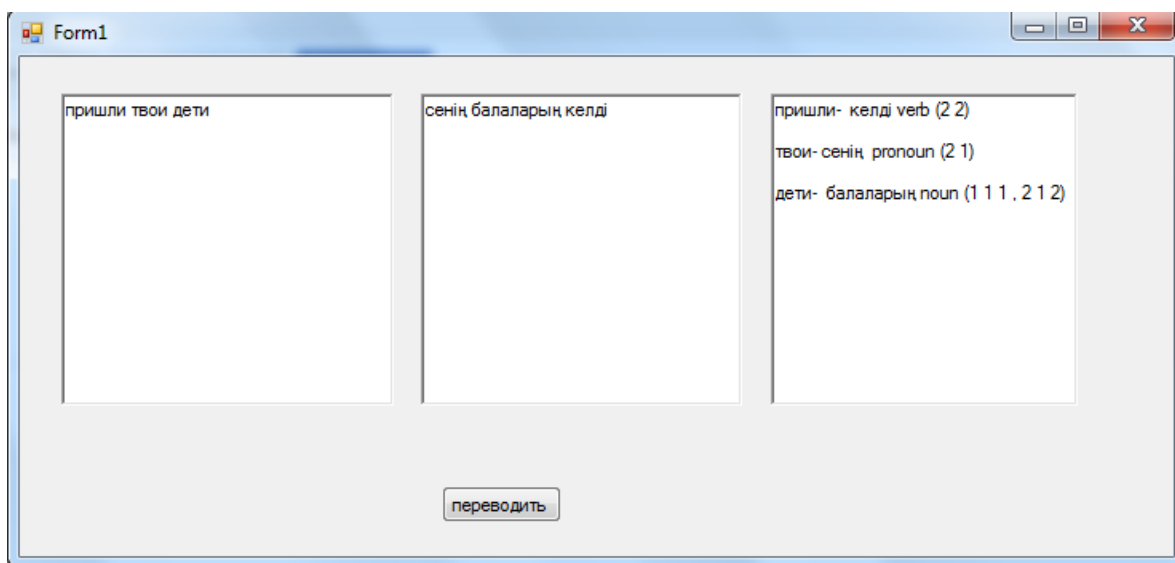 Form1
пришли твои дети
сенің балаларың келді
пришли- келді verb (2 2)
твои- сенің pronoun (2 1)
дети- балаларың noun (1 1 1 , 2 1 2)
переводить